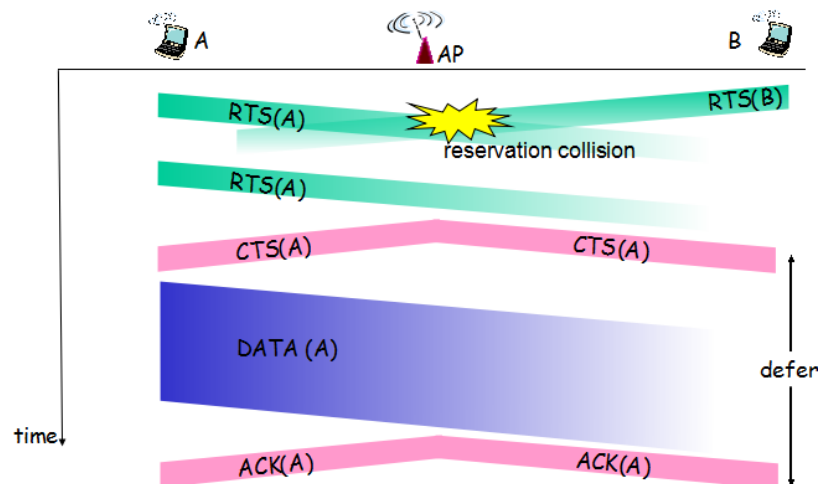 A
AP
B
RTS(A)
RTS(B)
reservation collision
RTS(A)
CTS(A)
CTS(A)
DATA (A)
defer
time
ACK(A)
ACK(A)